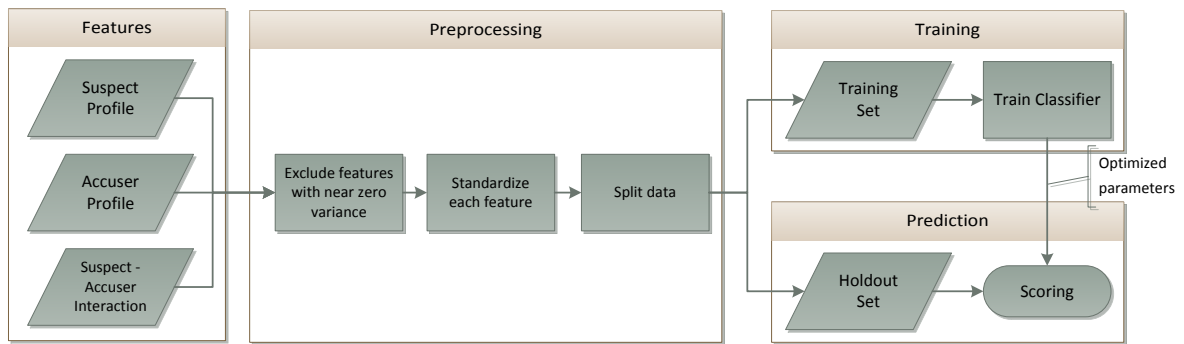 Features
Suspect
Profile
Accuser
Profile
Suspect -
Accuser
Interaction
Preprocessing
Exclude features
with near zero
variance
Standardize
each feature
Split data
Training
Training
Set
Train Classifier
Optimized
parameters
Prediction
Holdout
Set
Scoring